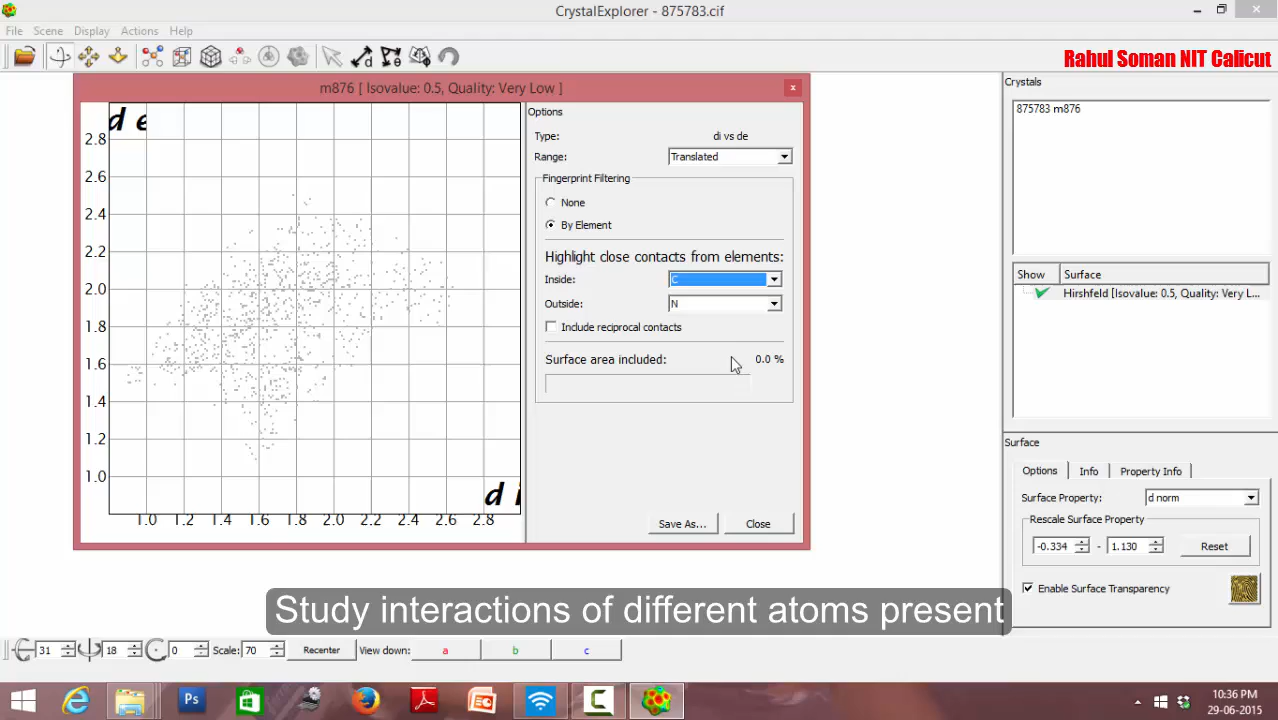 CrystalExplorer - 875783.cif
File Scene Display Actions Help
Rahul Soman NIT Calicut
m876 [ Isovalue: 0.5, Quality: Very Low ]
x
d e
2.8
2.6
2.4
2.2
2.0
1.8
1.6
1.4
1.2
1.0
d i
1.0 1.2 1.4 1.6 1.8 2.0 2.2 2.4 2.6 2.8
Options
Type: di vs de
Range: Translated
Fingerprint Filtering
None
By Element
Highlight close contacts from elements:
Inside: C
Outside: N
Include reciprocal contacts
Surface area included: 0.0 %
Save As... Close
Crystals
875783 m876
Show Surface
Hirshfeld [Isovalue: 0.5, Quality: Very L...
Surface
Options Info Property Info
Surface Property: d norm
Rescale Surface Property
-0.334 - 1.130 Reset
Enable Surface Transparency
Study interactions of different atoms present
31 18 0 Scale: 70 Recenter View down: a b c
Ps
10:36 PM
29-06-2015